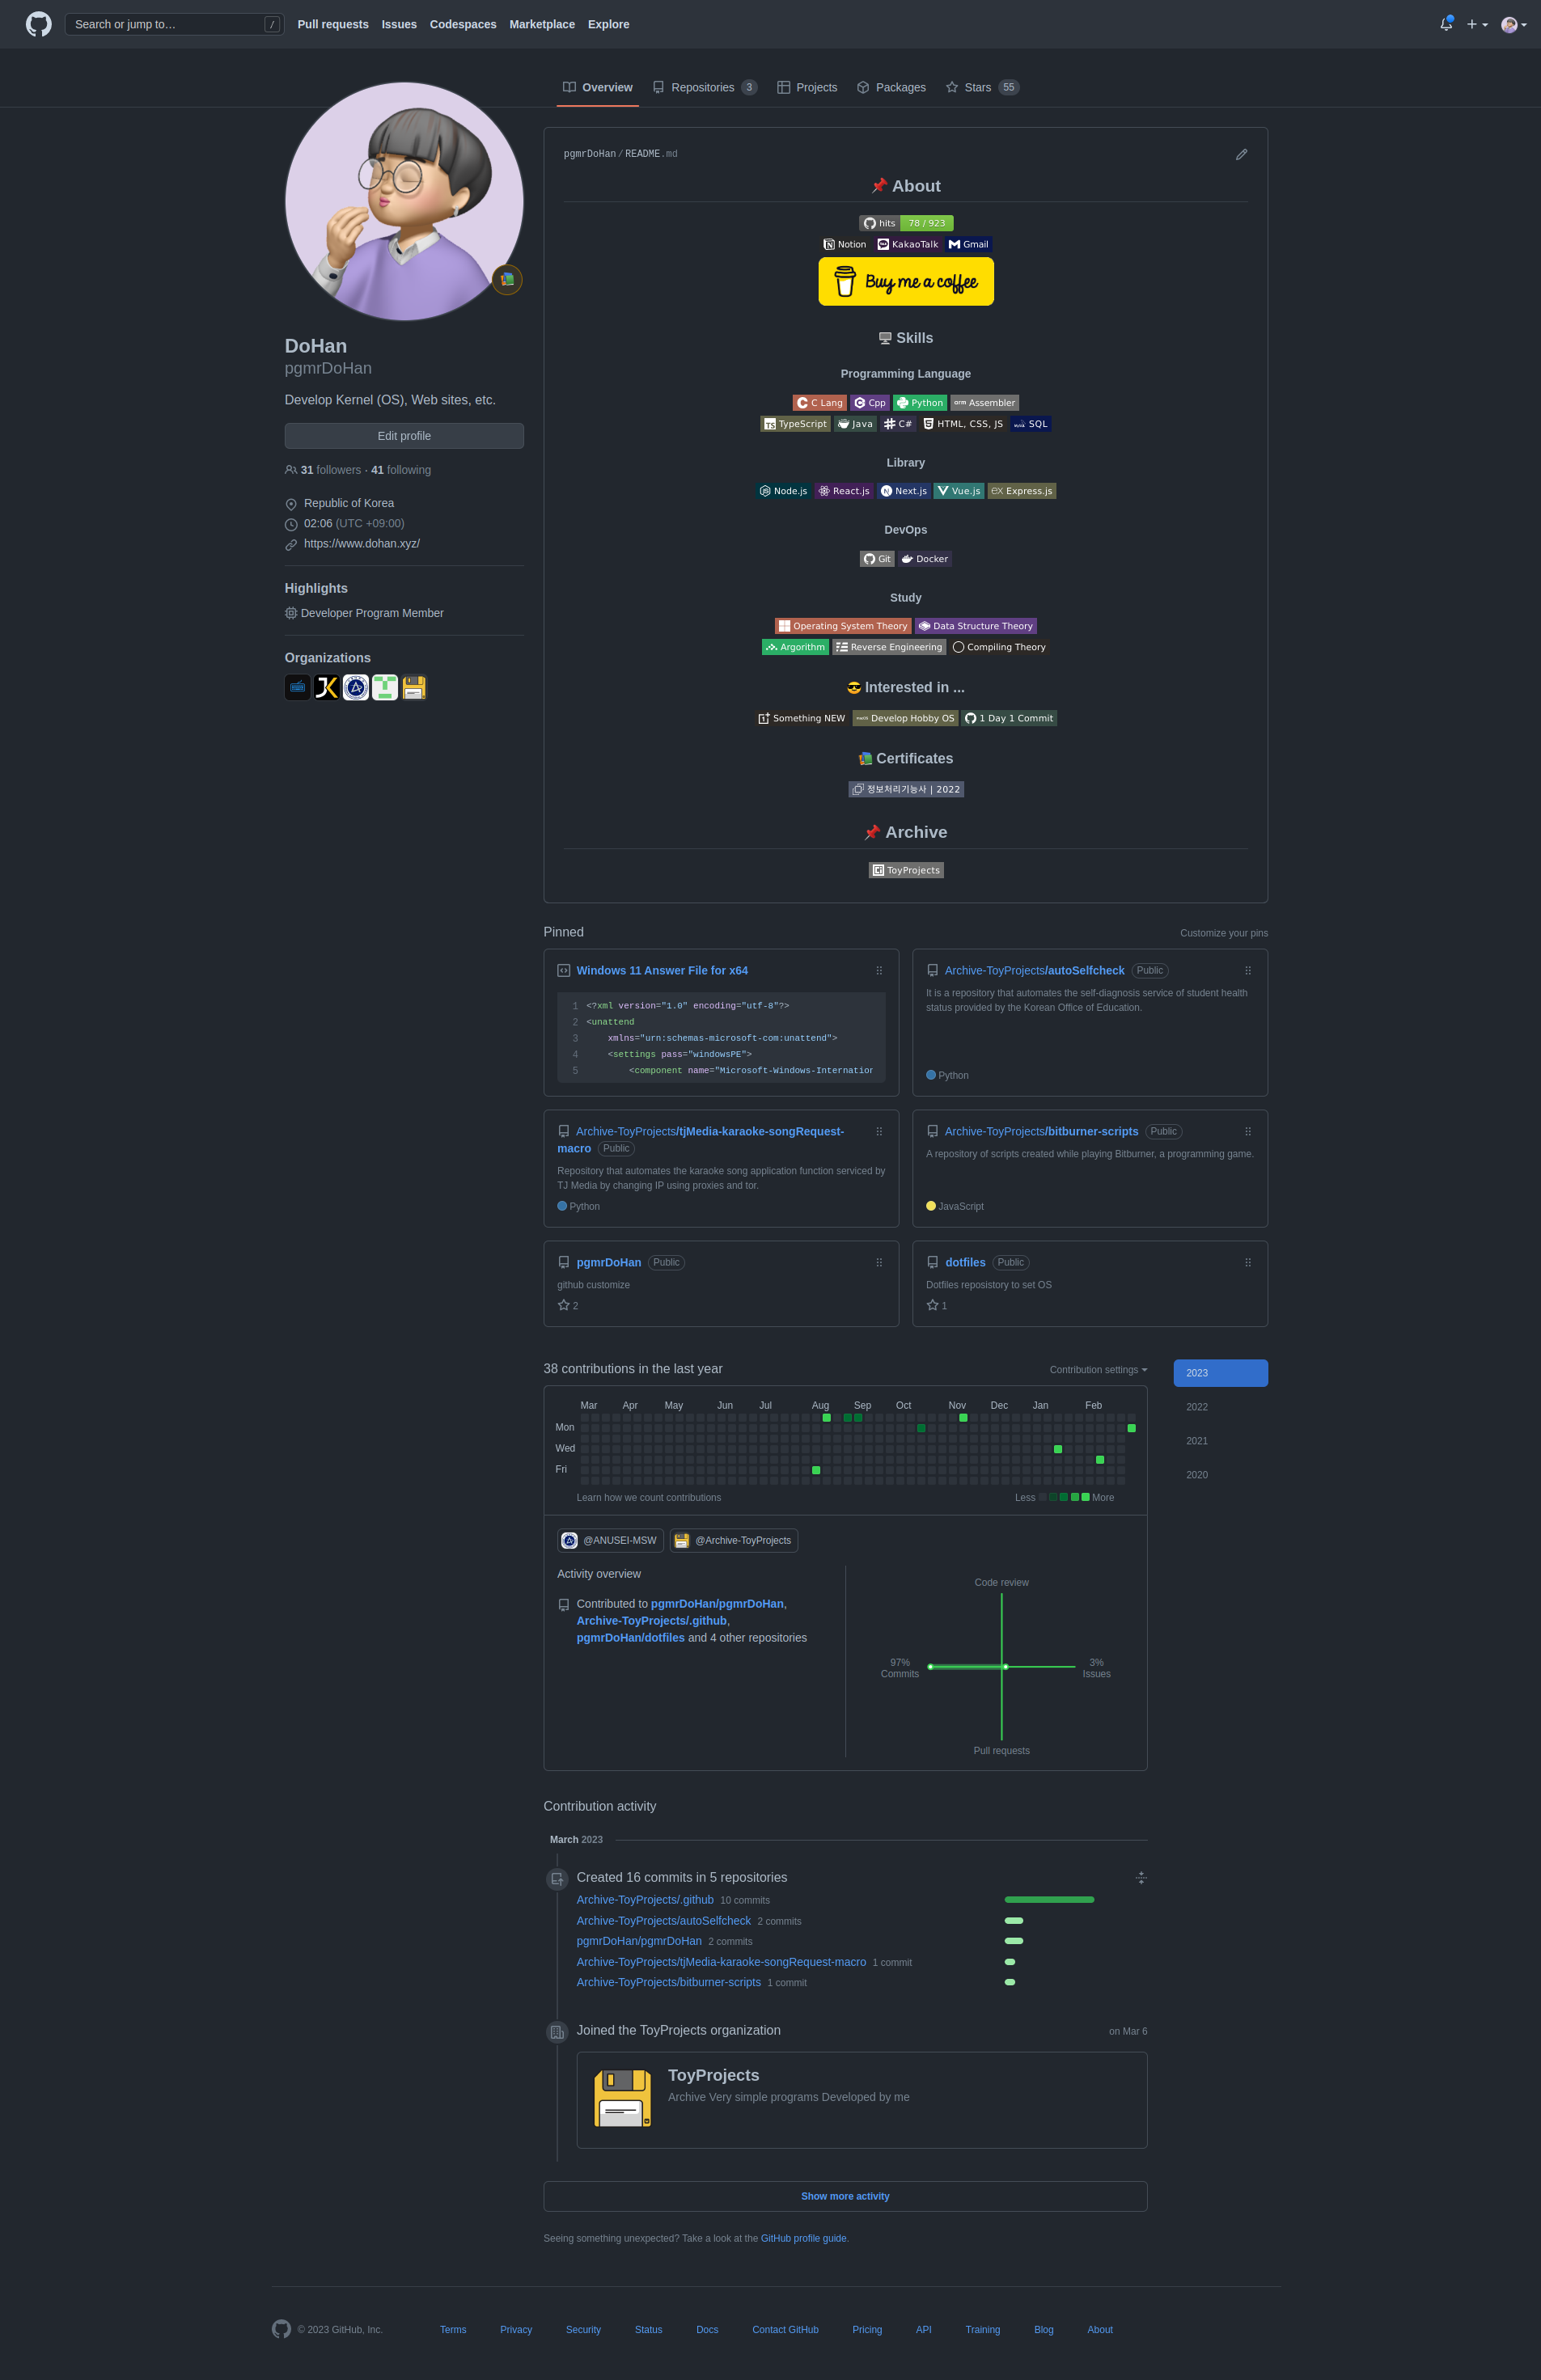 Search or jump to…
/
Pull requests Issues Codespaces Marketplace Explore
Overview Repositories 3 Projects Packages Stars 55
DoHan
pgmrDoHan
Develop Kernel (OS), Web sites, etc.
Edit profile
31 followers · 41 following
Republic of Korea
02:06 (UTC +09:00)
https://www.dohan.xyz/
Highlights
Developer Program Member
Organizations
pgmrDoHan/README.md
About
hits 78 / 923
Notion KakaoTalk Gmail
Buy me a coffee
Skills
Programming Language
C Lang Cpp Python Assembler
TypeScript Java C# HTML, CSS, JS SQL
Library
Node.js React.js Next.js Vue.js Express.js
DevOps
Git Docker
Study
Operating System Theory Data Structure Theory
Argorithm Reverse Engineering Compiling Theory
Interested in ...
Something NEW Develop Hobby OS 1 Day 1 Commit
Certificates
정보처리기능사 | 2022
Archive
ToyProjects
Pinned
Customize your pins
Windows 11 Answer File for x64
1 <?xml version="1.0" encoding="utf-8"?>
2 <unattend
3 xmlns="urn:schemas-microsoft-com:unattend">
4 <settings pass="windowsPE">
5 <component name="Microsoft-Windows-Internation
Archive-ToyProjects/autoSelfcheck Public
It is a repository that automates the self-diagnosis service of student health
status provided by the Korean Office of Education.
Python
Archive-ToyProjects/tjMedia-karaoke-songRequest-
macro Public
Repository that automates the karaoke song application function serviced by
TJ Media by changing IP using proxies and tor.
Python
Archive-ToyProjects/bitburner-scripts Public
A repository of scripts created while playing Bitburner, a programming game.
JavaScript
pgmrDoHan Public
github customize
2
dotfiles Public
Dotfiles reposistory to set OS
1
38 contributions in the last year
Contribution settings
2023
2022
2021
2020
Mar Apr May Jun Jul Aug Sep Oct Nov Dec Jan Feb
Mon
Wed
Fri
Learn how we count contributions
Less More
@ANUSEI-MSW @Archive-ToyProjects
Activity overview
Contributed to pgmrDoHan/pgmrDoHan,
Archive-ToyProjects/.github,
pgmrDoHan/dotfiles and 4 other repositories
Code review
97%
Commits
3%
Issues
Pull requests
Contribution activity
March 2023
Created 16 commits in 5 repositories
Archive-ToyProjects/.github 10 commits
Archive-ToyProjects/autoSelfcheck 2 commits
pgmrDoHan/pgmrDoHan 2 commits
Archive-ToyProjects/tjMedia-karaoke-songRequest-macro 1 commit
Archive-ToyProjects/bitburner-scripts 1 commit
Joined the ToyProjects organization
on Mar 6
ToyProjects
Archive Very simple programs Developed by me
Show more activity
Seeing something unexpected? Take a look at the GitHub profile guide.
© 2023 GitHub, Inc. Terms Privacy Security Status Docs Contact GitHub Pricing API Training Blog About